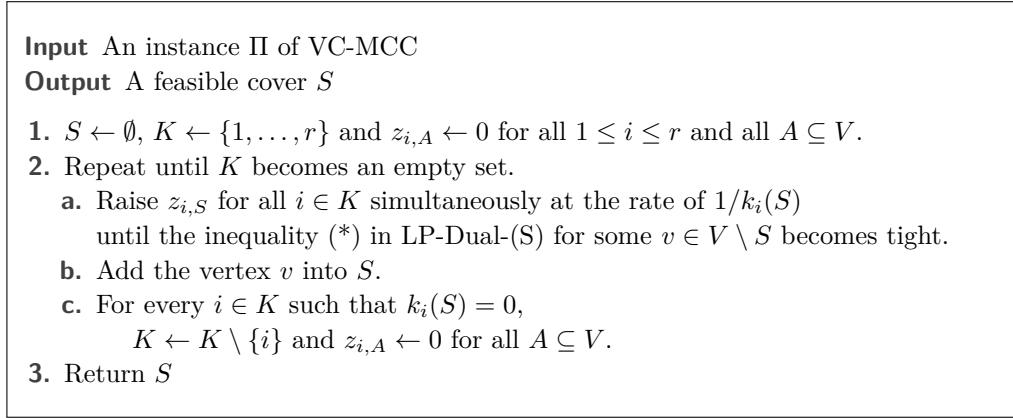 Input An instance Π of VC-MCC
Output A feasible cover S
1. S ← ∅, K ← {1, . . . , r} and z_{i,A} ← 0 for all 1 ≤ i ≤ r and all A ⊆ V.
2. Repeat until K becomes an empty set.
a. Raise z_{i,S} for all i ∈ K simultaneously at the rate of 1/k_i(S)
until the inequality (*) in LP-Dual-(S) for some v ∈ V \ S becomes tight.
b. Add the vertex v into S.
c. For every i ∈ K such that k_i(S) = 0,
K ← K \ {i} and z_{i,A} ← 0 for all A ⊆ V.
3. Return S